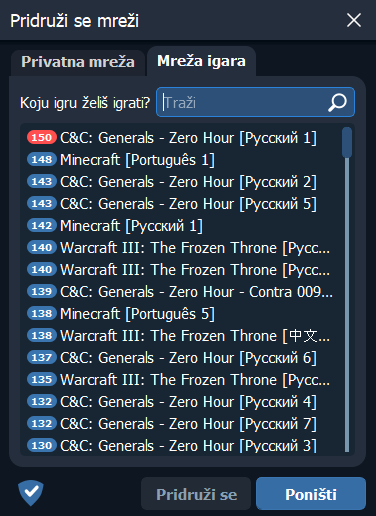 Pridruži se mreži
Privatna mreža
Mreža igara
Koju igru želiš igrati?
Traži
150 C&C: Generals - Zero Hour [Русский 1]
148 Minecraft [Português 1]
143 C&C: Generals - Zero Hour [Русский 2]
143 C&C: Generals - Zero Hour [Русский 5]
142 Minecraft [Русский 1]
140 Warcraft III: The Frozen Throne [Русс...
140 Warcraft III: The Frozen Throne [Русс...
139 C&C: Generals - Zero Hour - Contra 009...
138 Minecraft [Português 5]
138 Warcraft III: The Frozen Throne [中文...
137 C&C: Generals - Zero Hour [Русский 6]
135 Warcraft III: The Frozen Throne [Русс...
132 C&C: Generals - Zero Hour [Русский 4]
132 C&C: Generals - Zero Hour [Русский 7]
130 C&C: Generals - Zero Hour [Русский 3]
Pridruži se
Poništi